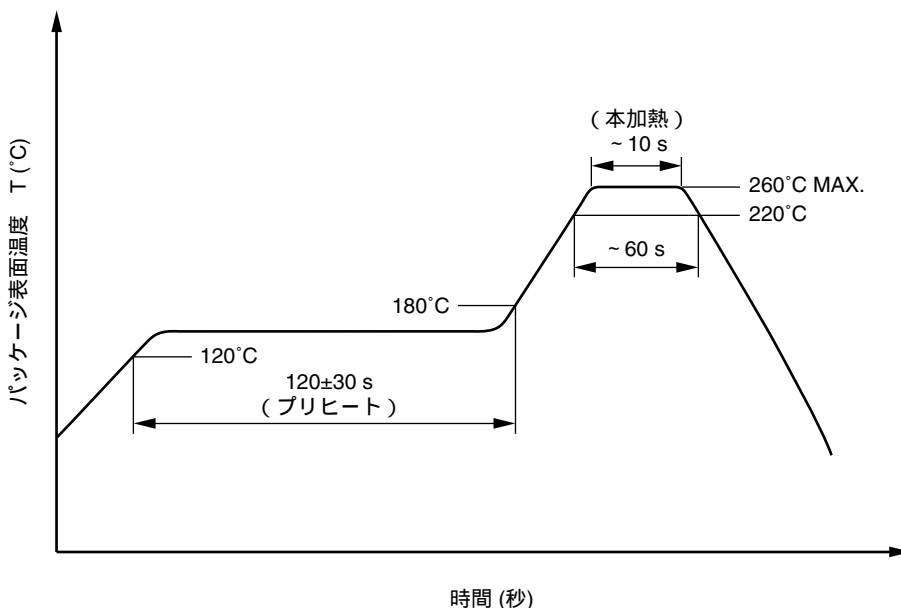 (本加熱)
~ 10 s
260˚C MAX.
220˚C
~ 60 s
180˚C
120˚C
120±30 s
(プリヒート)
パッケージ表面温度 T (˚C)
時間 (秒)